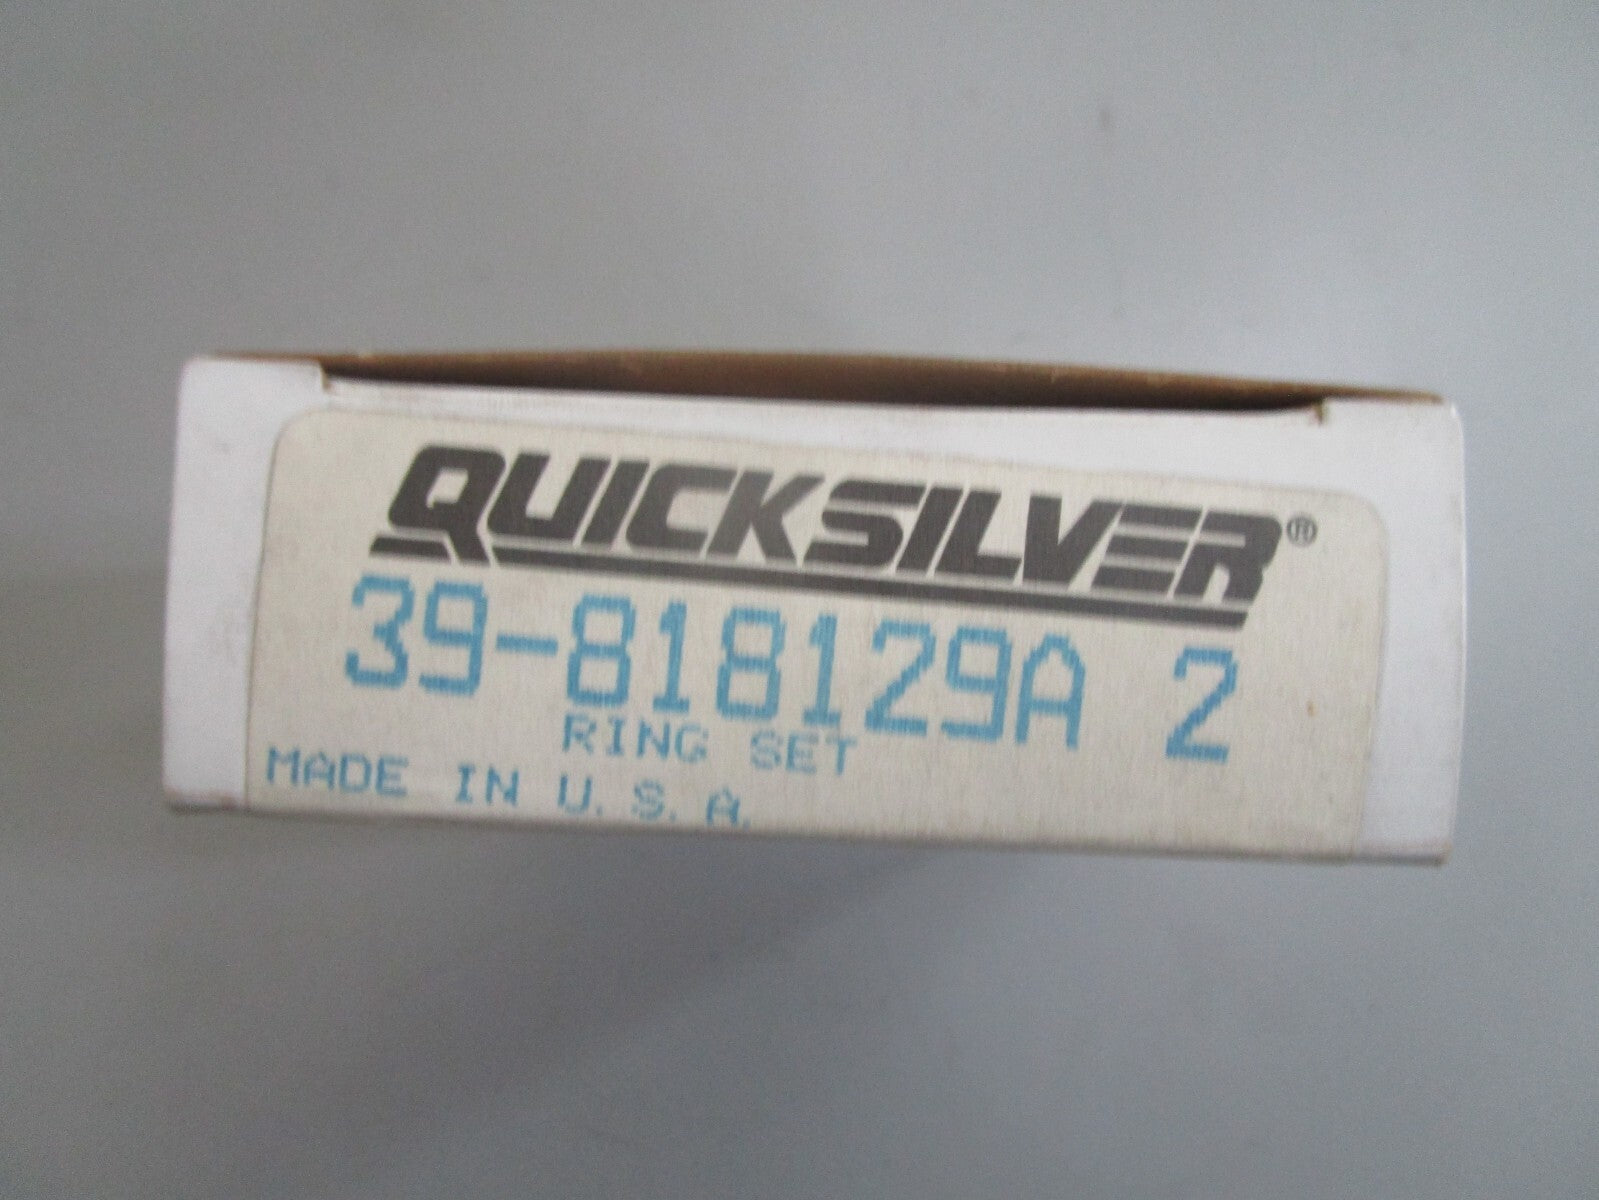 QUICKSILVER®
39-818129A 2
RING SET
MADE IN U.S.A.